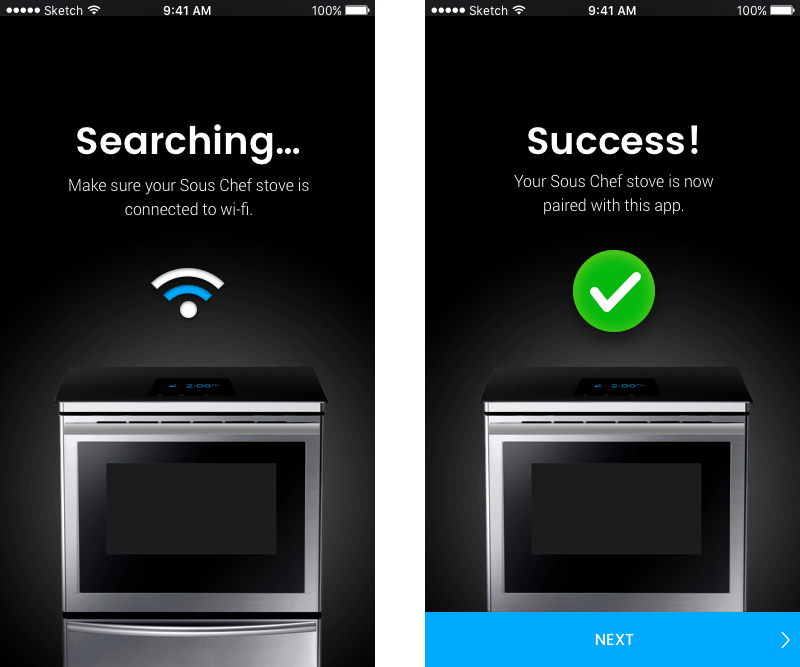 Sketch 9:41 AM 100%
Searching...
Make sure your Sous Chef stove is
connected to wi-fi.
2:00
Sketch 9:41 AM 100%
Success!
Your Sous Chef stove is now
paired with this app.
2:00
NEXT